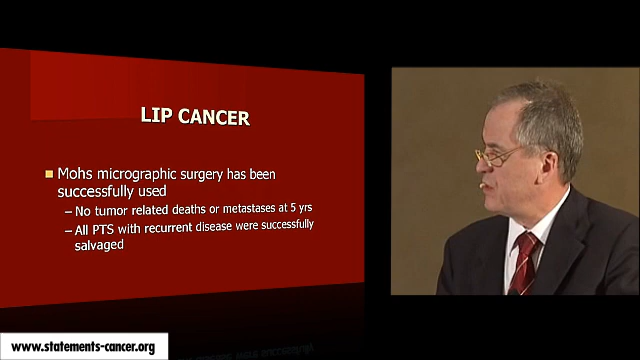 LIP CANCER
Mohs micrographic surgery has been
successfully used
– No tumor related deaths or metastases at 5 yrs
– All PTS with recurrent disease were successfully
salvaged
www.statements-cancer.org